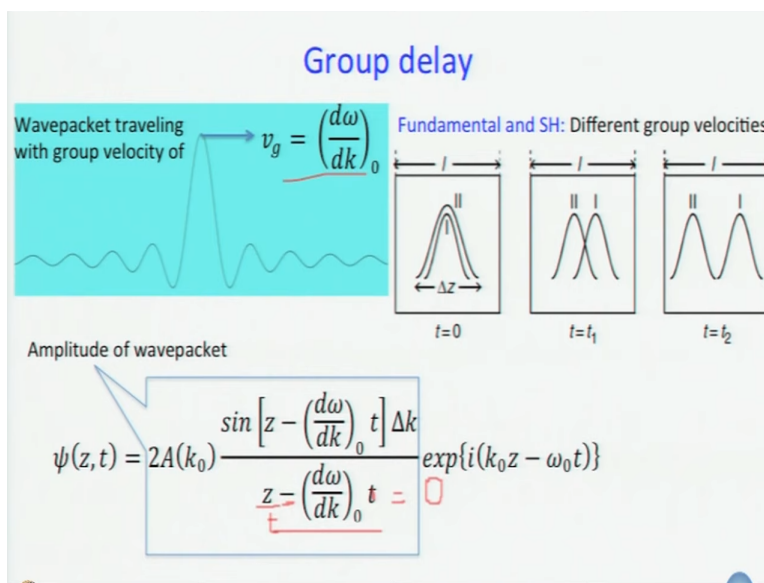 Group delay
Wavepacket traveling
with group velocity of
v_g = (dω/dk)_0
Fundamental and SH: Different group velocities
l
l
l
II
I
II I
II I
Δz
t=0
t=t_1
t=t_2
Amplitude of wavepacket
ψ(z,t) = 2A(k_0) sin[z − (dω/dk)_0 t]Δk / z − (dω/dk)_0 t exp{i(k_0z − ω_0t)}
= 0
t